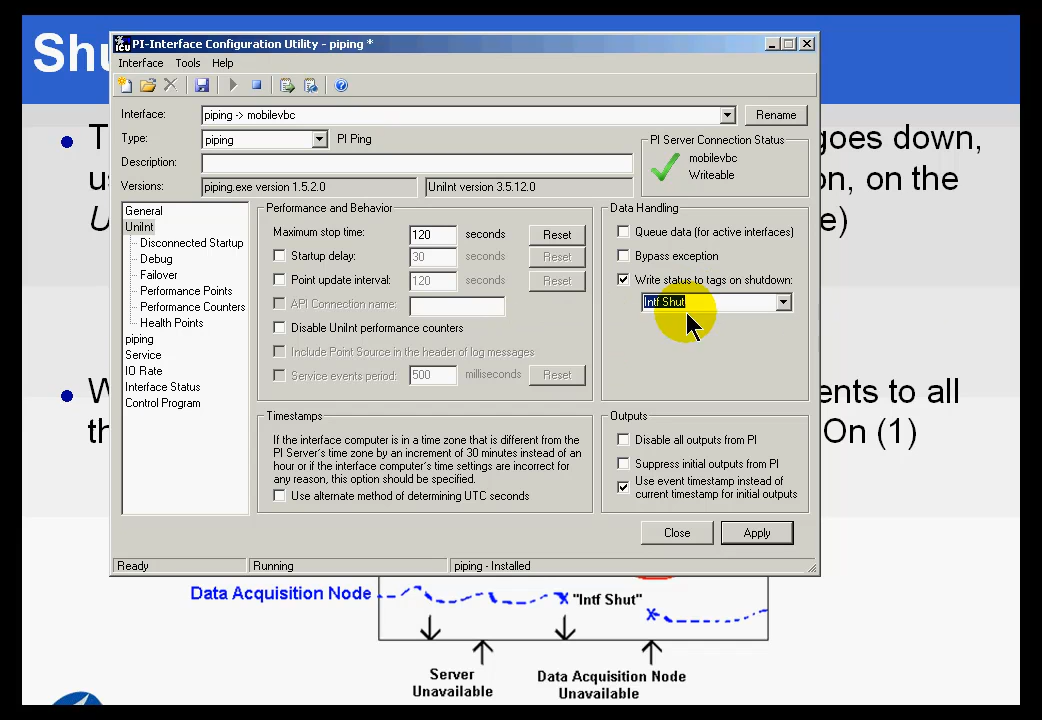 Shu
PI-Interface Configuration Utility - piping *
Interface Tools Help
Interface: piping -> mobilevbc Rename
Type: piping PI Ping
Description:
Versions: piping.exe version 1.5.2.0 UniInt version 3.5.12.0
PI Server Connection Status
mobilevbc
Writeable
General
UniInt
Disconnected Startup
Debug
Failover
Performance Points
Performance Counters
Health Points
piping
Service
IO Rate
Interface Status
Control Program
Performance and Behavior
Maximum stop time: 120 seconds Reset
Startup delay: 30 seconds Reset
Point update interval: 120 seconds Reset
API Connection name:
Disable UniInt performance counters
Include Point Source in the header of log messages
Service events period: 500 milliseconds Reset
Data Handling
Queue data (for active interfaces)
Bypass exception
Write status to tags on shutdown:
Intf Shut
Timestamps
If the interface computer is in a time zone that is different from the
PI Server's time zone by an increment of 30 minutes instead of an
hour or if the interface computer's time settings are incorrect for
any reason, this option should be specified.
Use alternate method of determining UTC seconds
Outputs
Disable all outputs from PI
Suppress initial outputs from PI
Use event timestamp instead of
current timestamp for initial outputs
Close Apply
Ready Running piping - Installed
T goes down,
us on, on the
U e)
W ents to all
th On (1)
Data Acquisition Node "Intf Shut"
Server
Unavailable
Data Acquisition Node
Unavailable